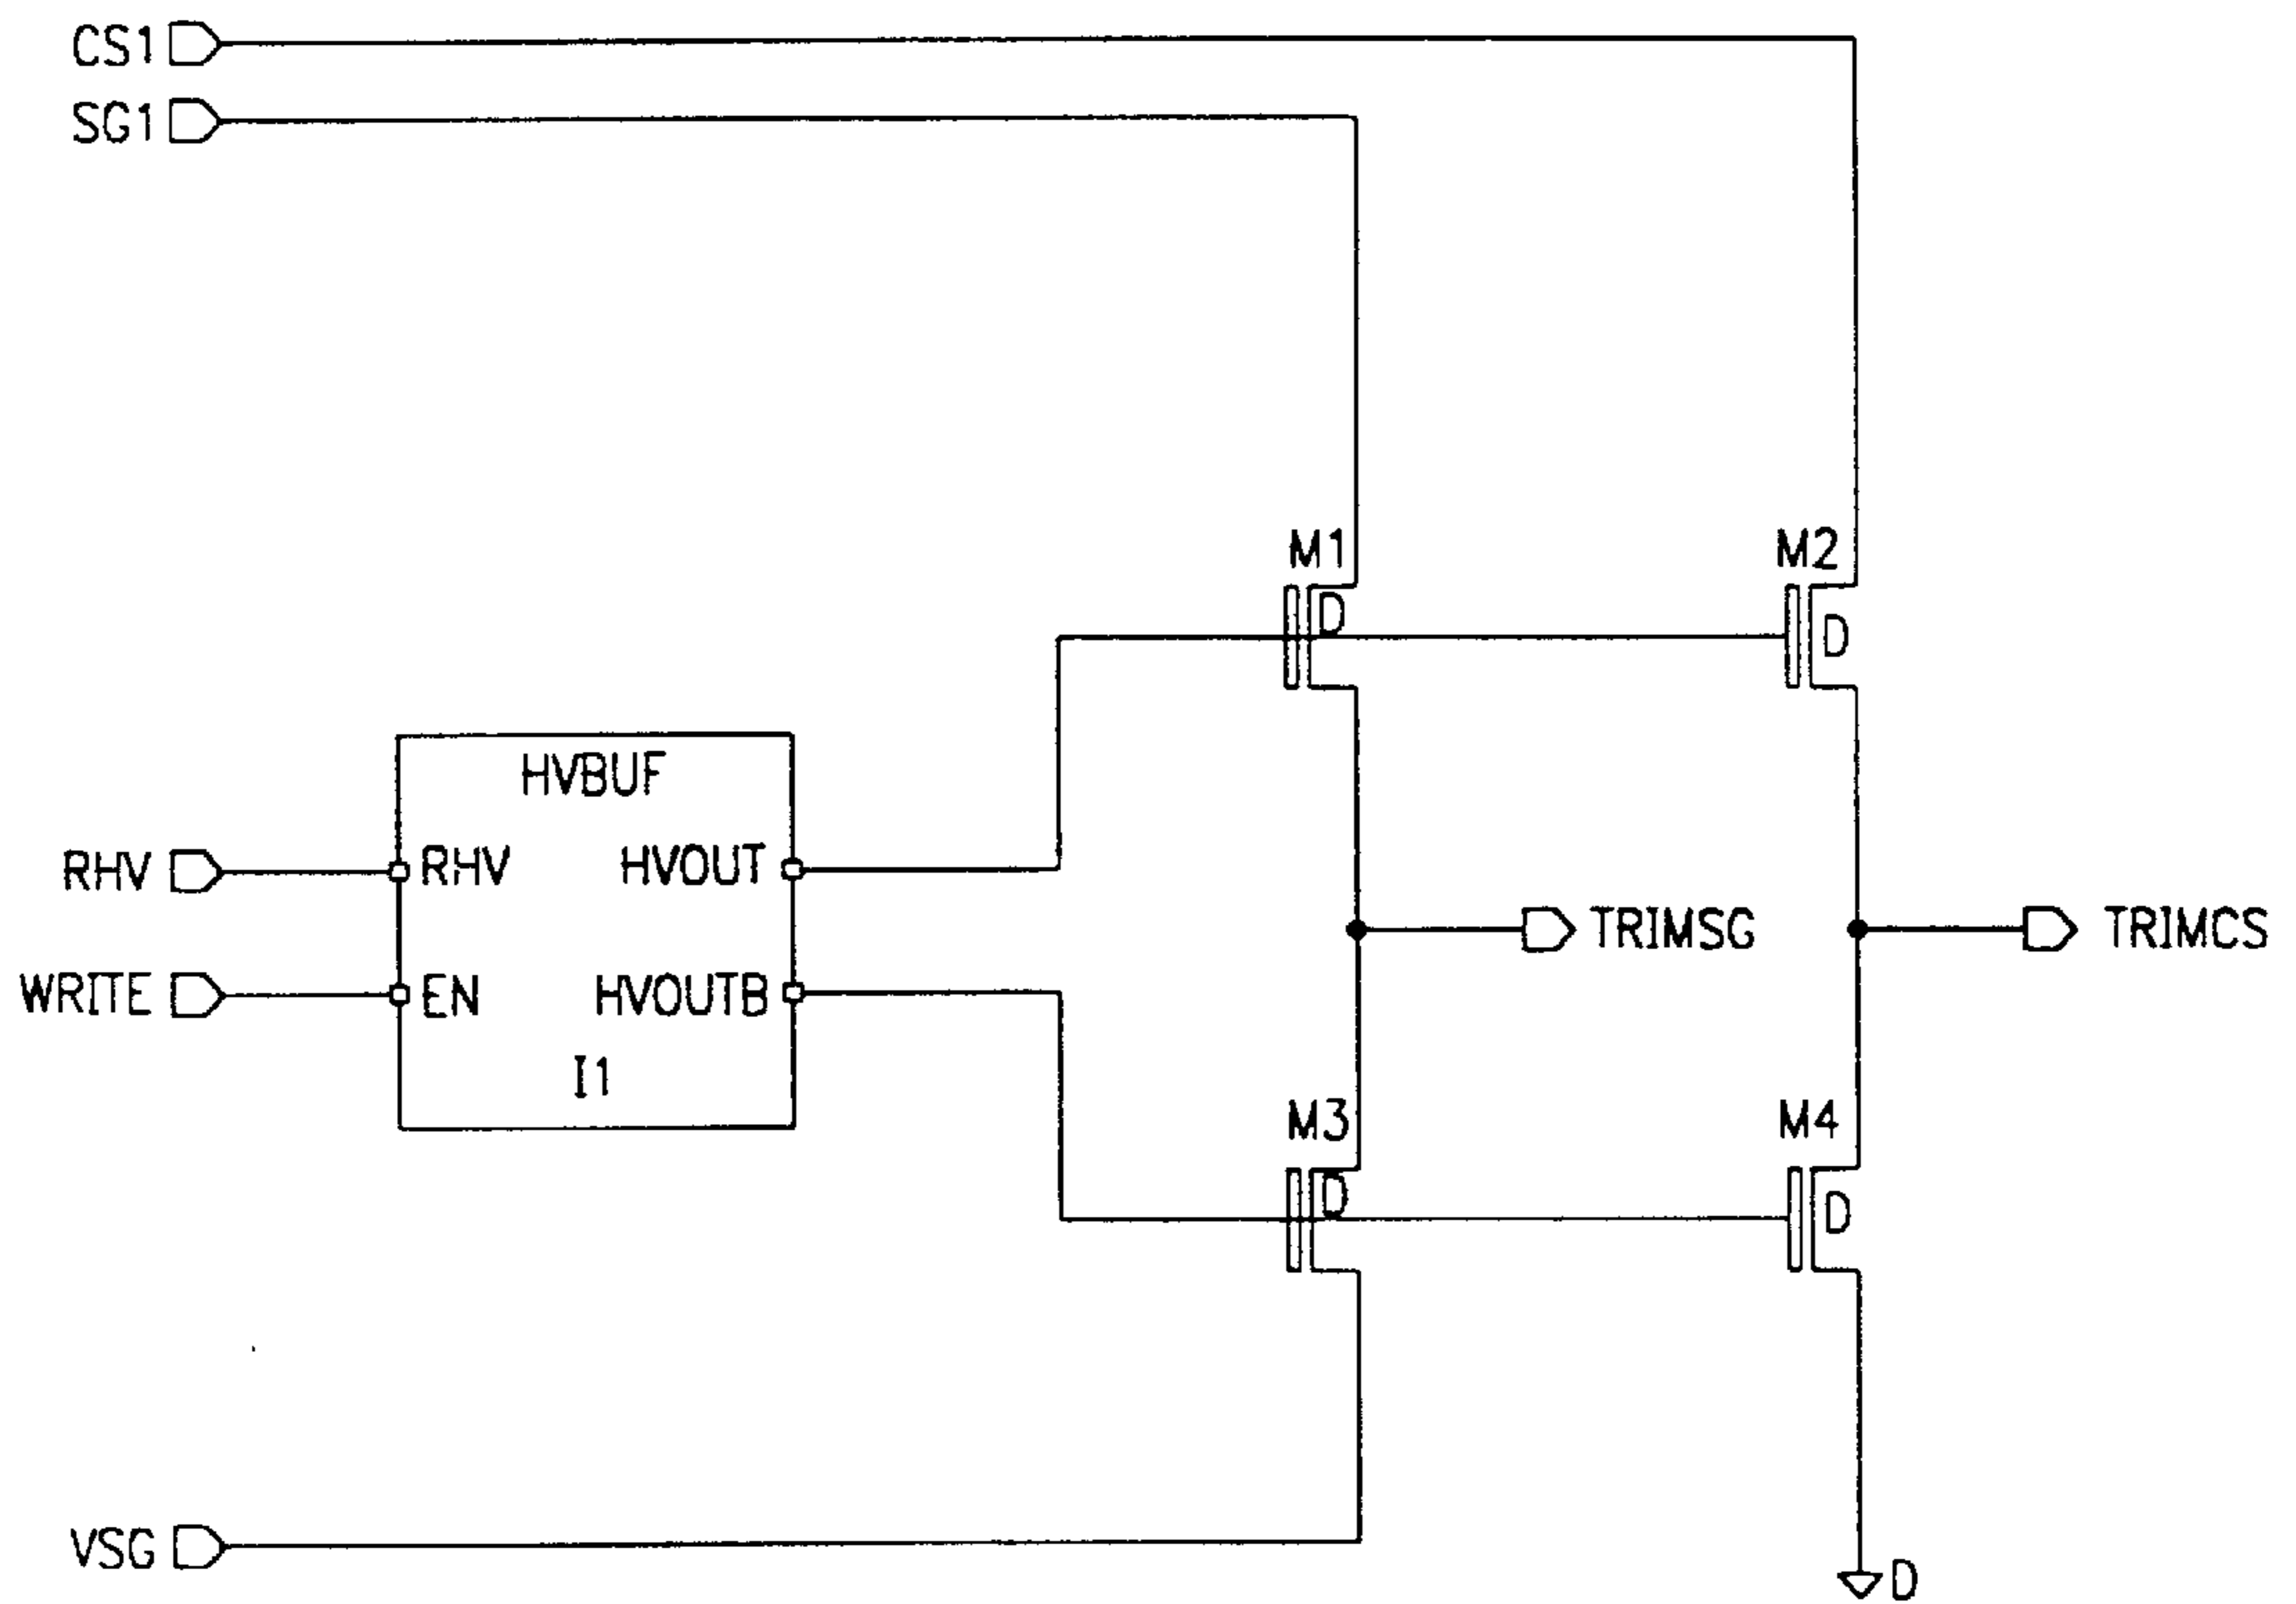 CS1
SG1
M1
M2
D
D
HVBUF
RHV
RHV
HVOUT
TRIMSG
TRIMCS
WRITE
EN
HVOUTB
I1
M3
M4
D
D
VSG
D